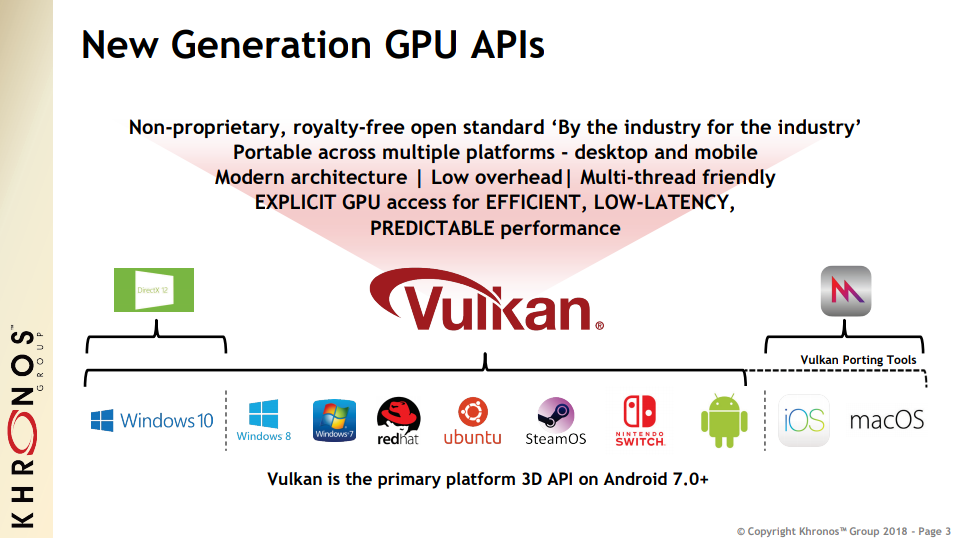 New Generation GPU APIs
Non-proprietary, royalty-free open standard ‘By the industry for the industry’
Portable across multiple platforms - desktop and mobile
Modern architecture | Low overhead| Multi-thread friendly
EXPLICIT GPU access for EFFICIENT, LOW-LATENCY,
PREDICTABLE performance
DirectX 12
Vulkan®
Vulkan Porting Tools
Windows 10
Windows 8
Windows 7
redhat
ubuntu
SteamOS
NINTENDO
SWITCH
iOS
macOS
Vulkan is the primary platform 3D API on Android 7.0+
KHRONOS™
GROUP
© Copyright Khronos™ Group 2018 - Page 3